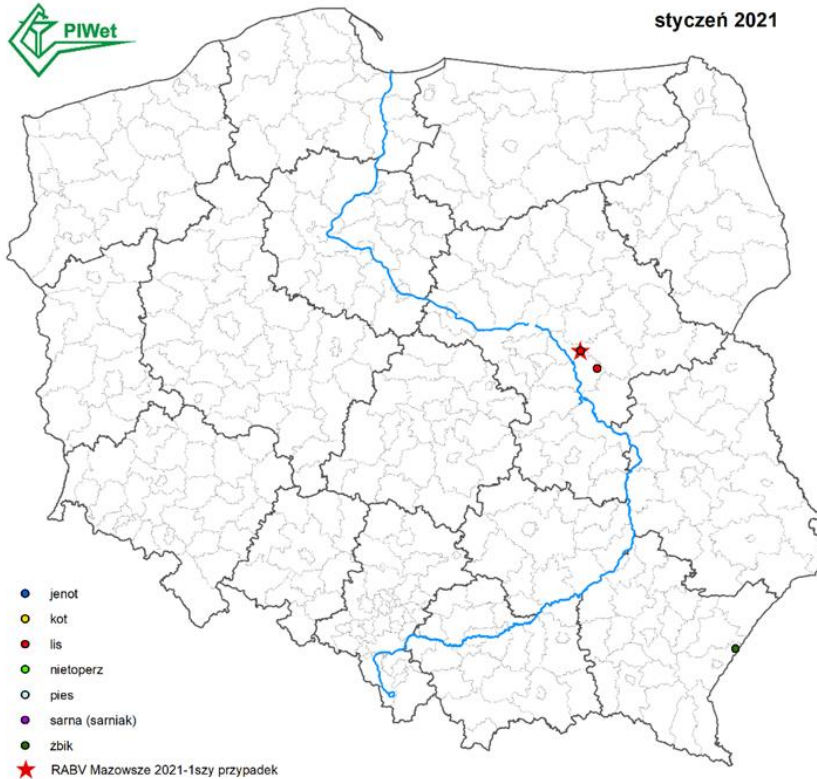 PIWet
styczeń 2021
jenot
kot
lis
nietoperz
pies
sarna (sarniak)
żbik
RABV Mazowsze 2021-1szy przypadek